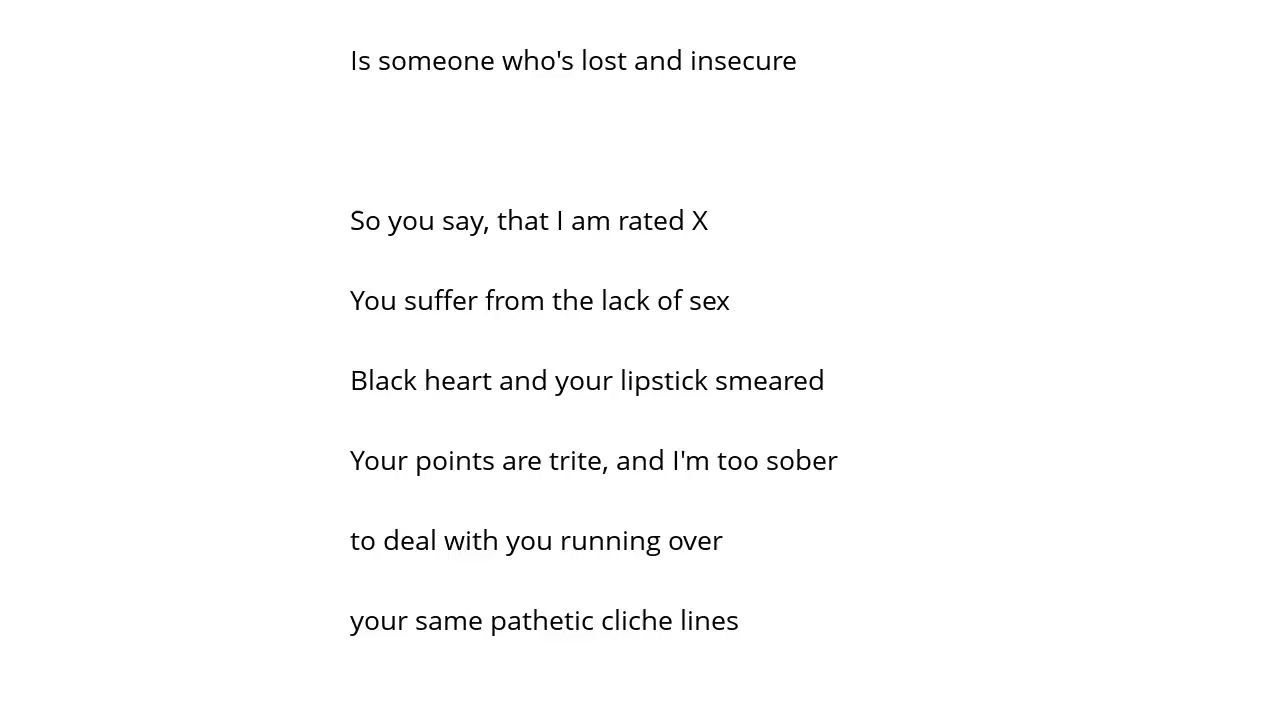 Is someone who's lost and insecure
So you say, that I am rated X
You suffer from the lack of sex
Black heart and your lipstick smeared
Your points are trite, and I'm too sober
to deal with you running over
your same pathetic cliche lines